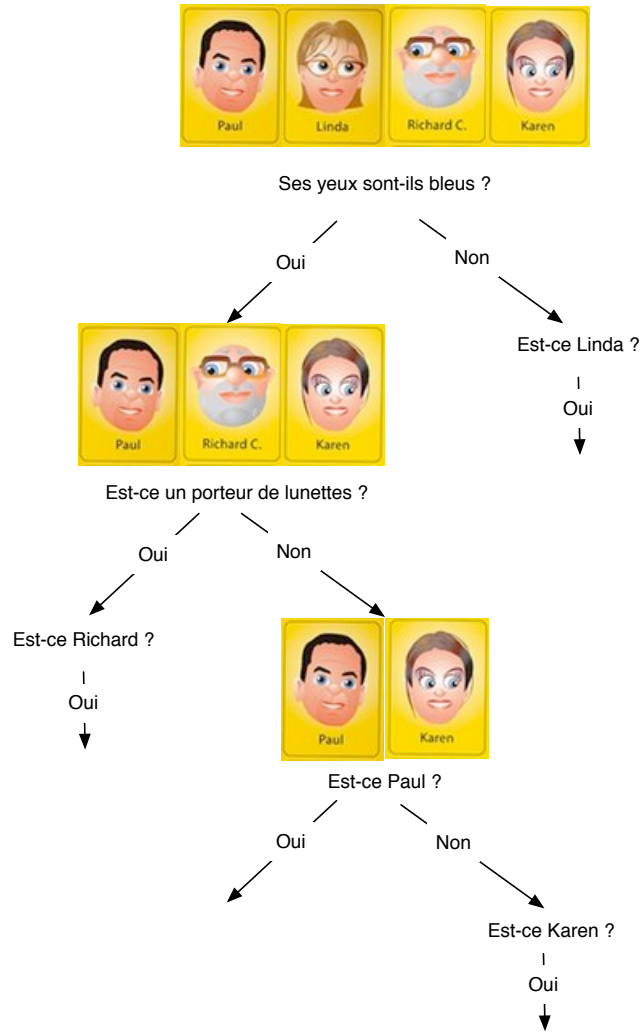 Paul Linda Richard C. Karen
Ses yeux sont-ils bleus ?
Oui Non
Est-ce Linda ?
Oui
Paul Richard C. Karen
Est-ce un porteur de lunettes ?
Oui Non
Est-ce Richard ?
Oui
Paul Karen
Est-ce Paul ?
Oui Non
Est-ce Karen ?
Oui